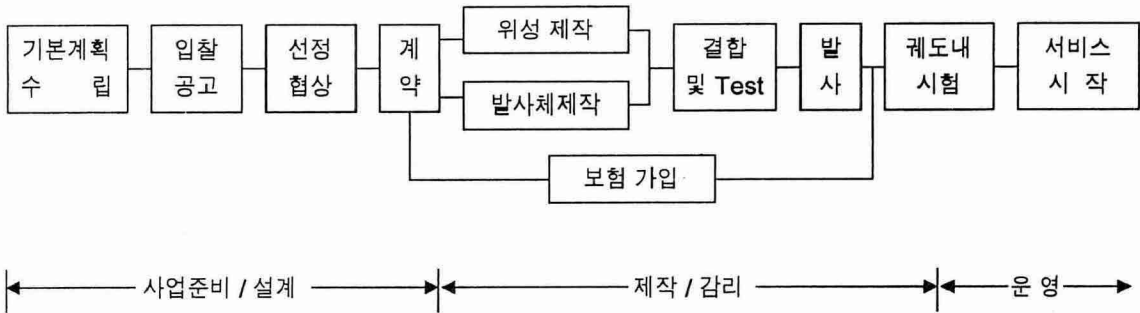 기본계획
수 립
입찰
공고
선정
협상
계
약
위성 제작
발사체제작
결합
및 Test
발
사
궤도내
시험
서비스
시 작
보험 가입
사업준비 / 설계
제작 / 감리
운 영